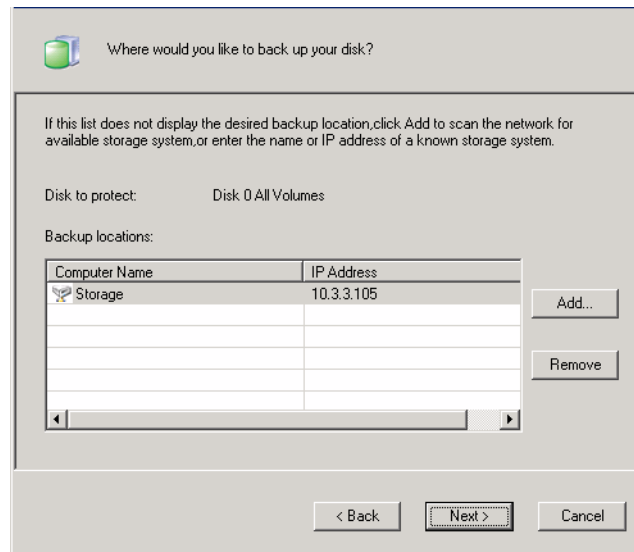 Where would you like to back up your disk?
If this list does not display the desired backup location,click Add to scan the network for
available storage system,or enter the name or IP address of a known storage system.
Disk to protect: Disk 0 All Volumes
Backup locations:
Computer Name IP Address
Storage 10.3.3.105
Add...
Remove
< Back Next > Cancel